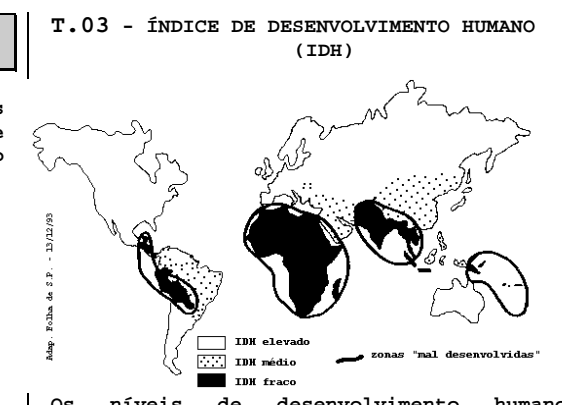 T.03 - ÍNDICE DE DESENVOLVIMENTO HUMANO
(IDH)
s
e
o
Adap. Folha de S.P. - 13/12/93
IDH elevado
IDH médio
IDH fraco
zonas "mal desenvolvidas"
Os níveis de desenvolvimento humano